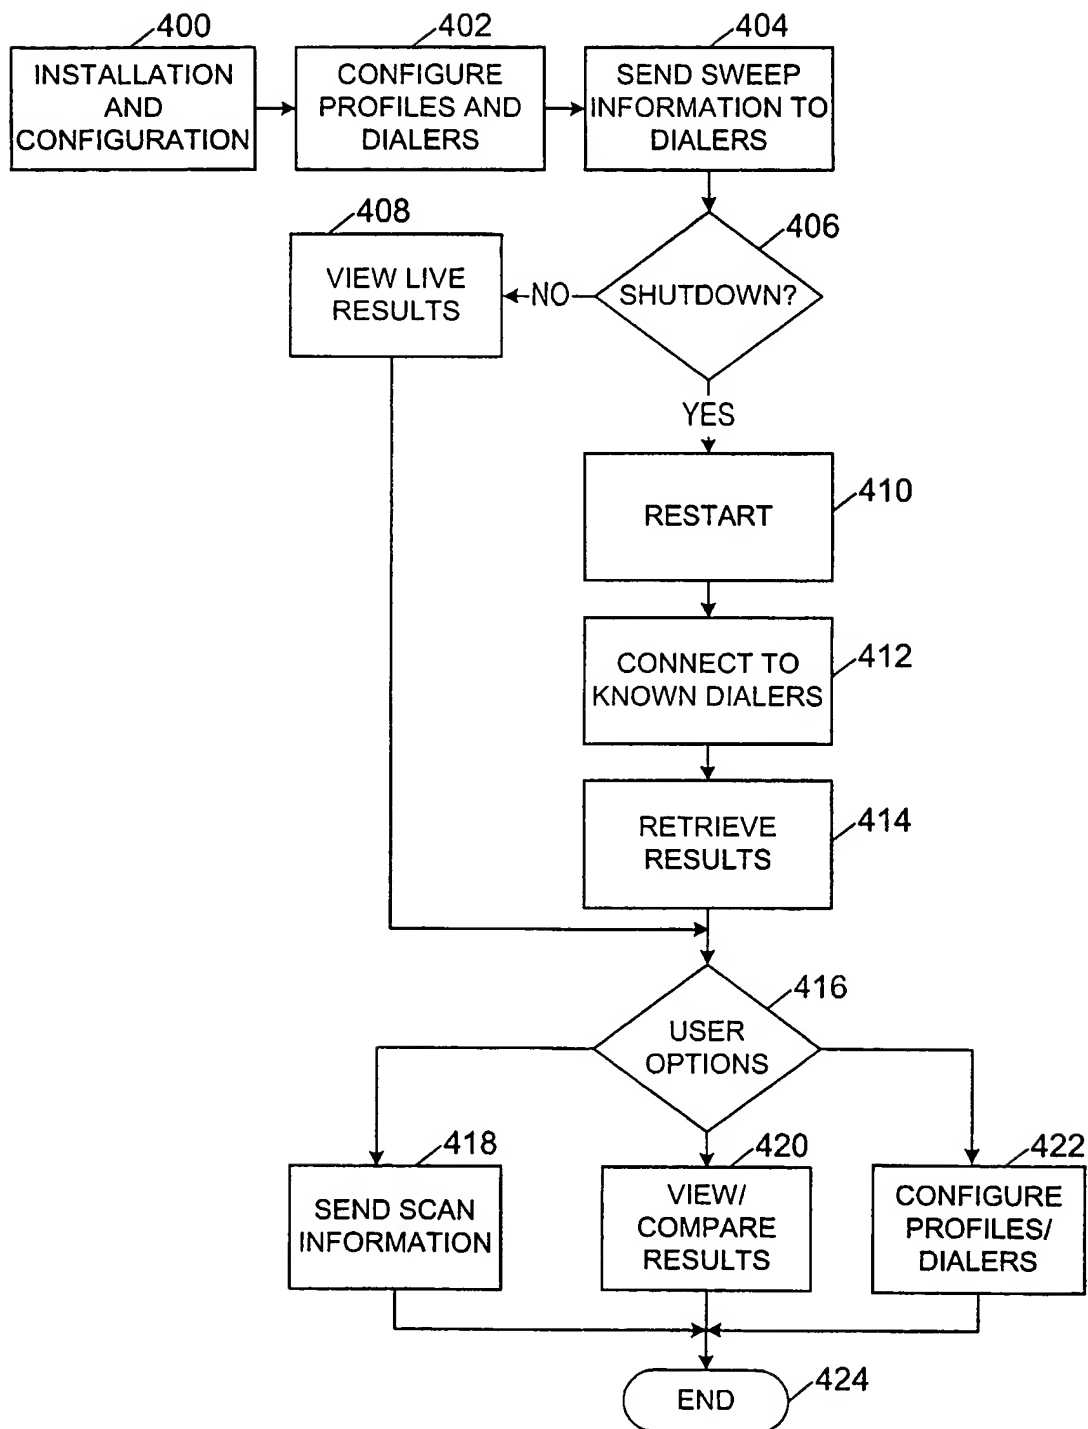 400
INSTALLATION
AND
CONFIGURATION
402
CONFIGURE
PROFILES AND
DIALERS
404
SEND SWEEP
INFORMATION TO
DIALERS
406
SHUTDOWN?
NO
408
VIEW LIVE
RESULTS
YES
410
RESTART
412
CONNECT TO
KNOWN DIALERS
414
RETRIEVE
RESULTS
416
USER
OPTIONS
418
SEND SCAN
INFORMATION
420
VIEW/
COMPARE
RESULTS
422
CONFIGURE
PROFILES/
DIALERS
424
END